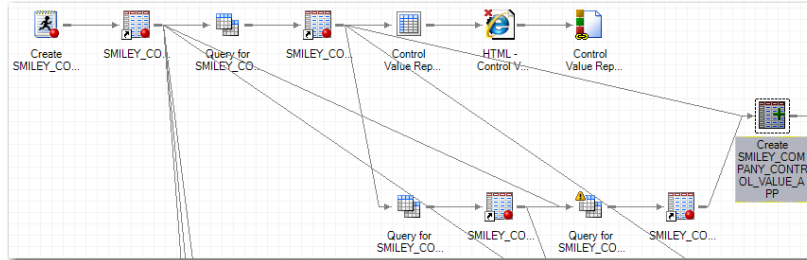 Create
SMILEY_CO...
SMILEY_CO...
Query for
SMILEY_CO...
SMILEY_CO...
Control
Value Rep...
HTML -
Control V...
Control
Value Rep...
Create
SMILEY_COM
PANY_CONTR
OL_VALUE_A
PP
Query for
SMILEY_CO...
SMILEY_CO...
Query for
SMILEY_CO...
SMILEY_CO...